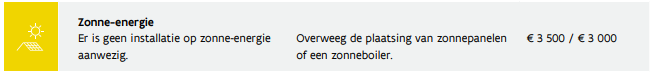 Zonne-energie
Er is geen installatie op zonne-energie aanwezig.
Overweeg de plaatsing van zonnepanelen of een zonneboiler.
€ 3 500 / € 3 000